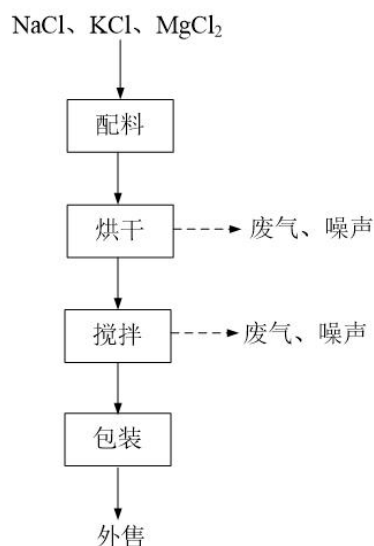 NaCl、KCl、MgCl₂
配料
烘干
废气、噪声
搅拌
废气、噪声
包装
外售